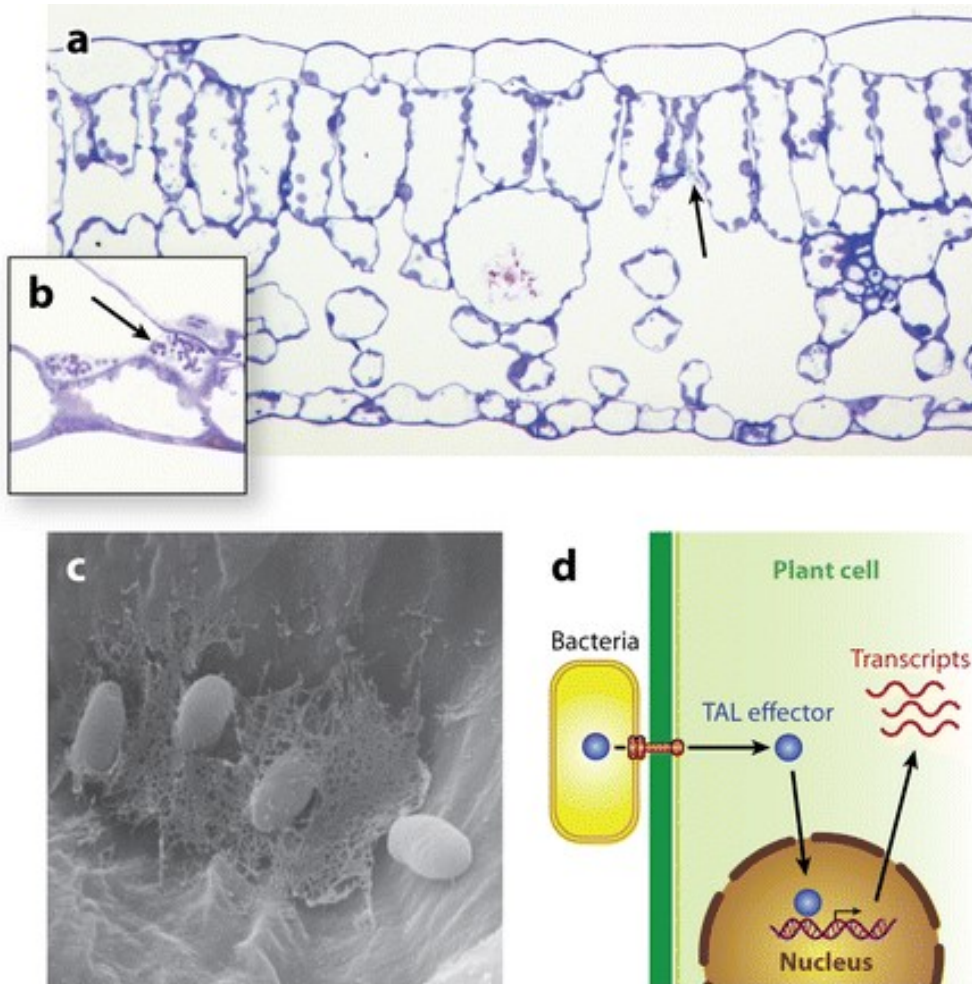 a
b
c
d
Plant cell
Bacteria
Transcripts
TAL effector
Nucleus